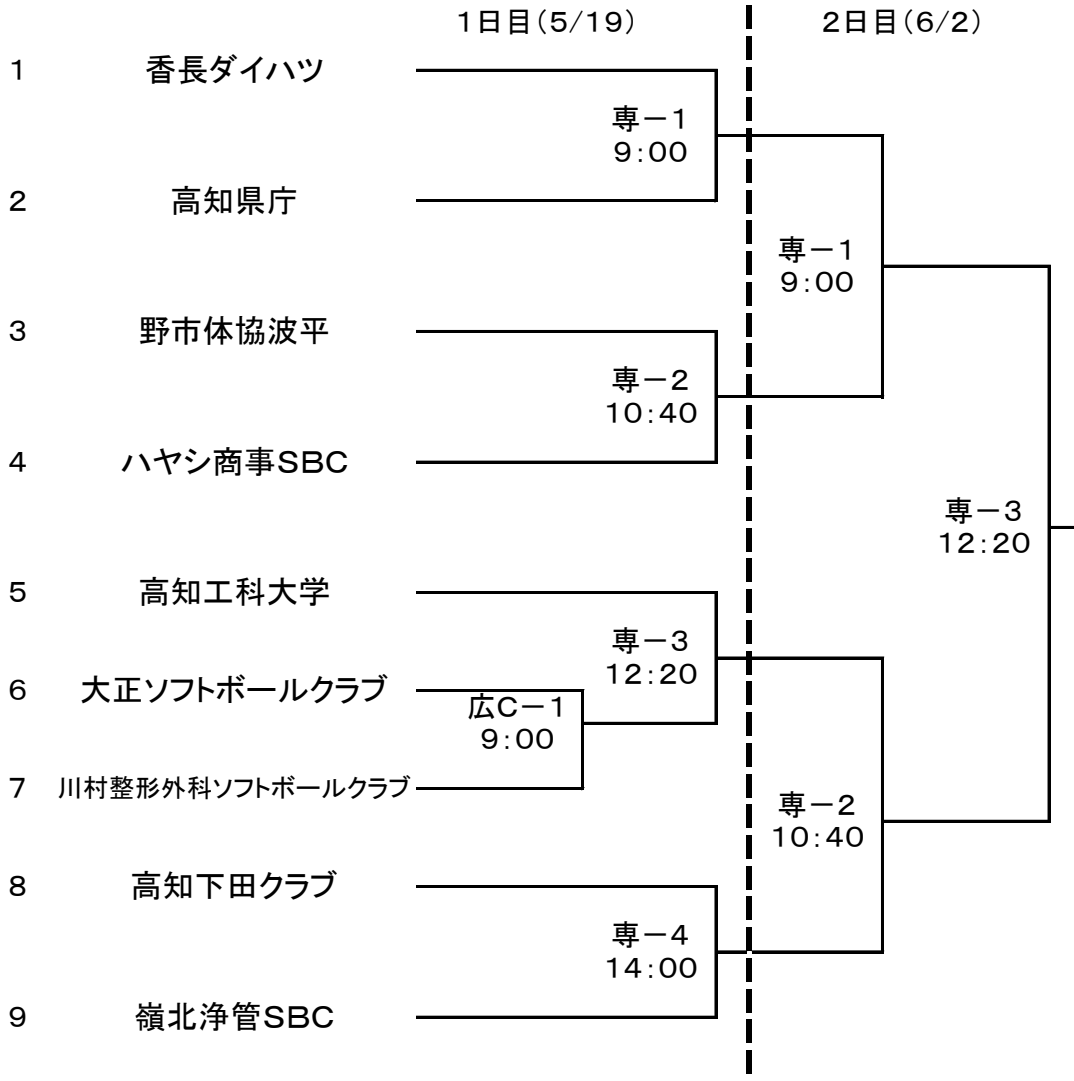 1日目(5/19) 2日目(6/2)
1 香長ダイハツ
専－1
9:00
2 高知県庁
専－1
9:00
3 野市体協波平
専－2
10:40
4 ハヤシ商事SBC
専－3
12:20
5 高知工科大学
専－3
12:20
6 大正ソフトボールクラブ
広C－1
9:00
7 川村整形外科ソフトボールクラブ
専－2
10:40
8 高知下田クラブ
専－4
14:00
9 嶺北浄管SBC